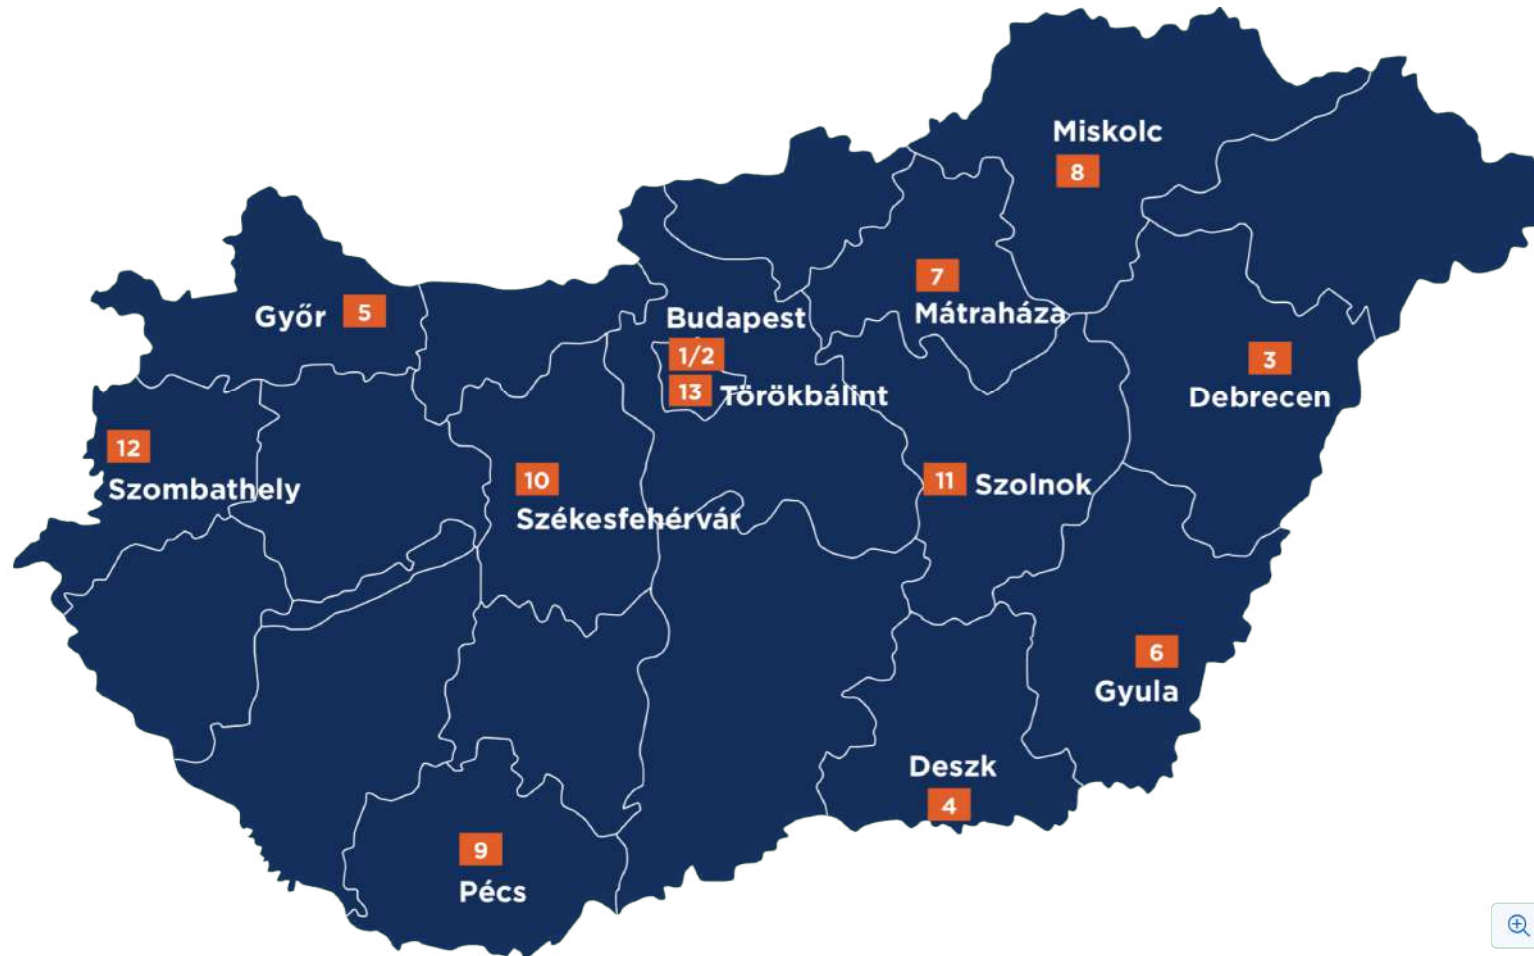 Miskolc
8
7
Mátraháza
Győr 5
Budapest
1/2
13 Törökbálint
3
Debrecen
12
Szombathely
10
Székesfehérvár
11 Szolnok
6
Gyula
Deszk
4
9
Pécs